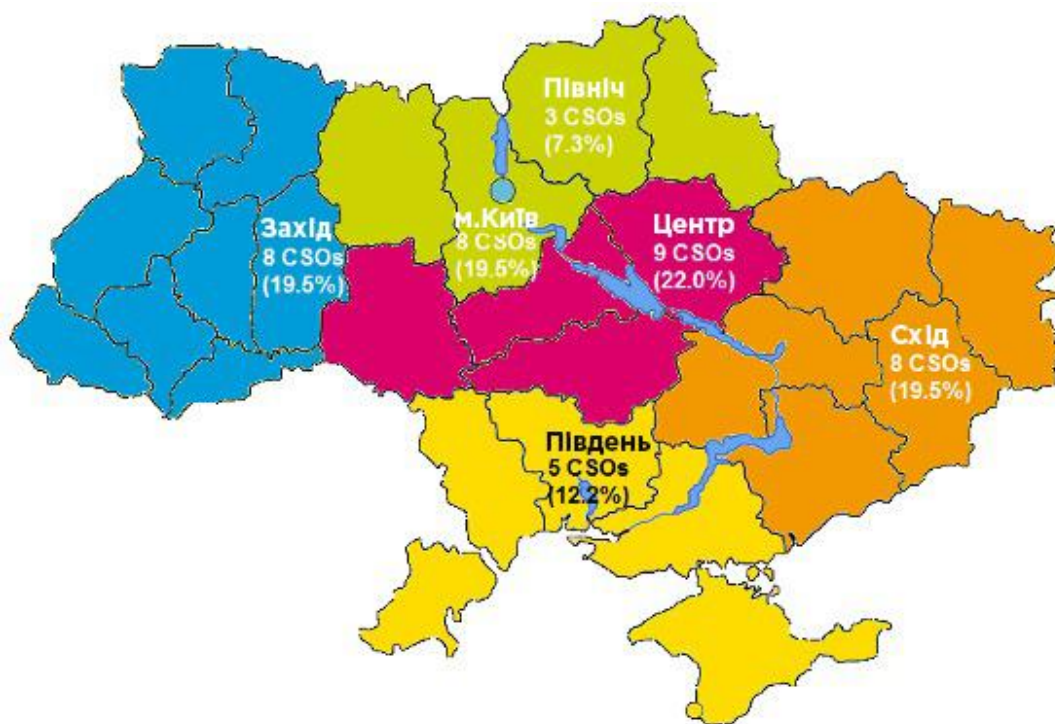 Північ
3 CSOs
(7.3%)
Захід
8 CSOs
(19.5%)
м.Київ
8 CSOs
(19.5%)
Центр
9 CSOs
(22.0%)
Схід
8 CSOs
(19.5%)
Південь
5 CSOs
(12.2%)